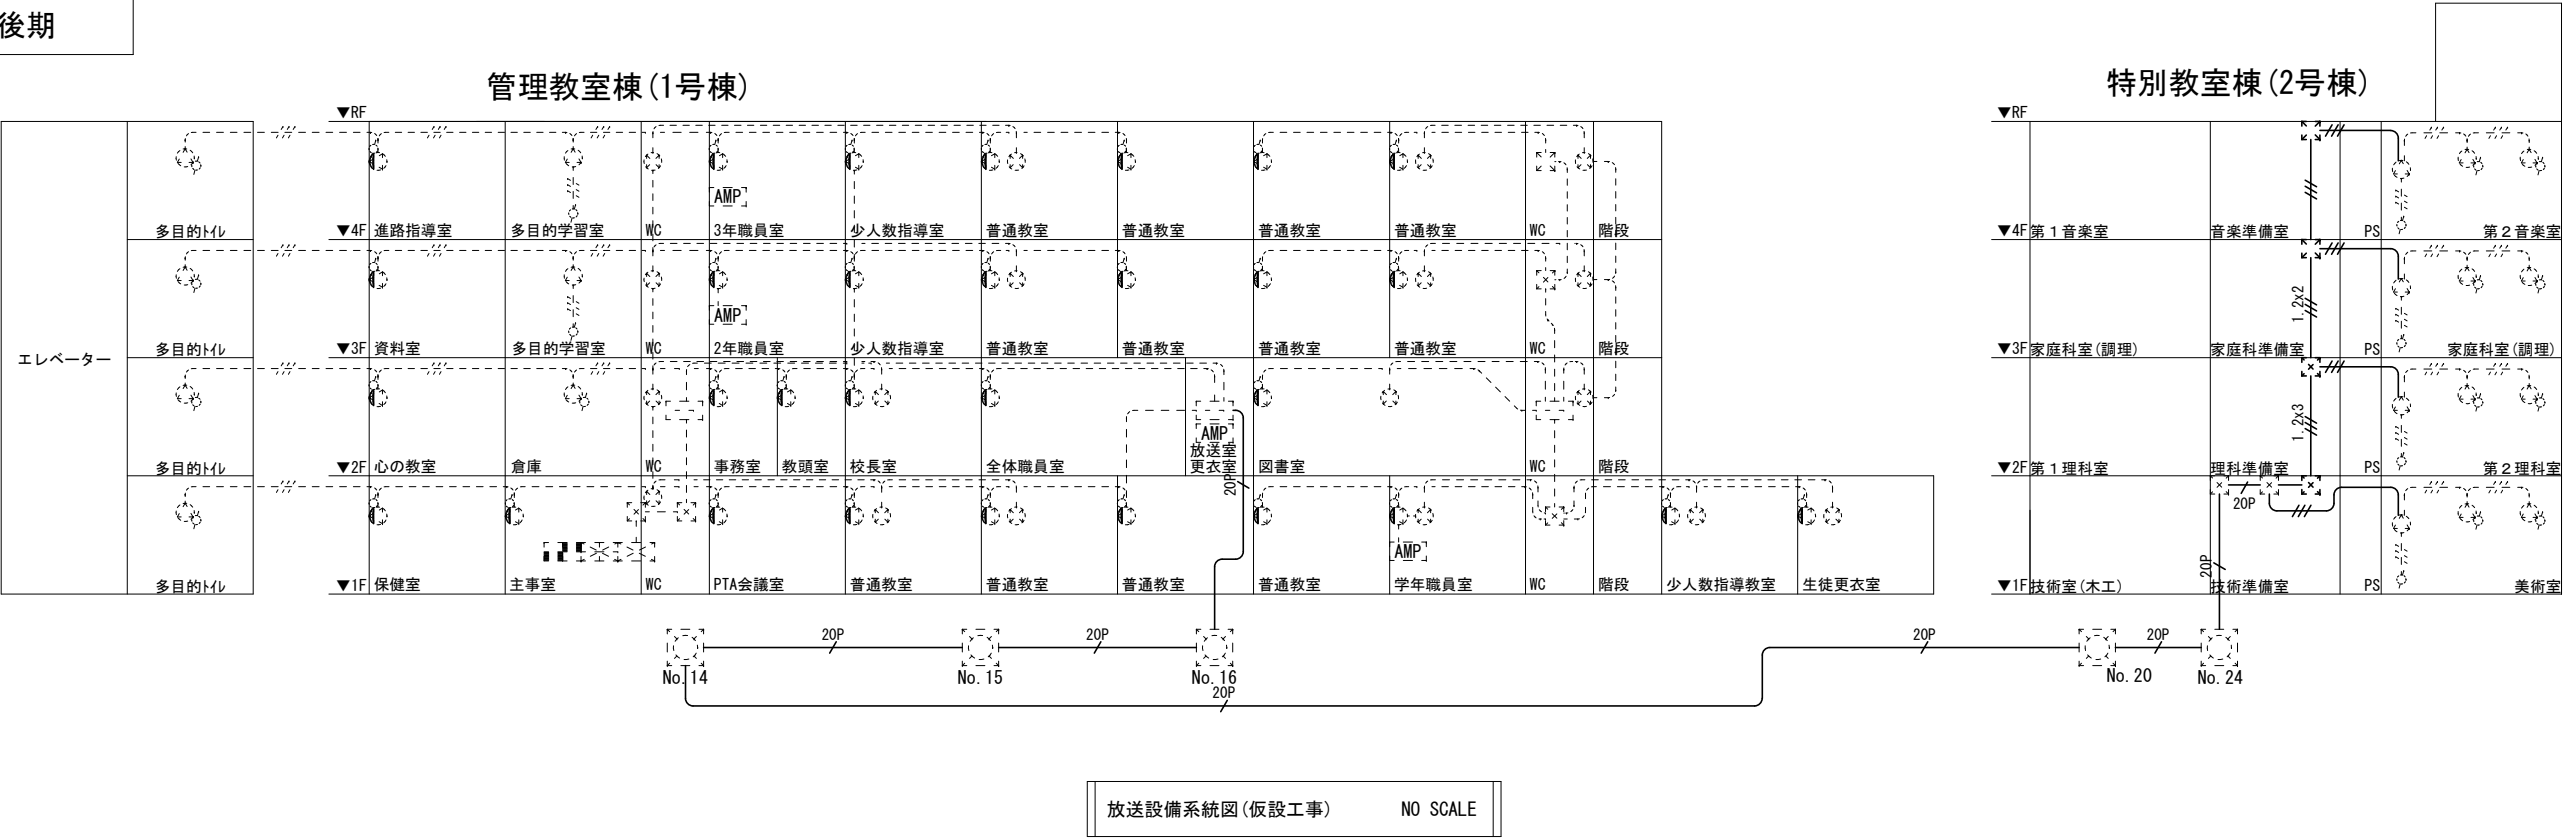 後期
管理教室棟(1号棟)
特別教室棟(2号棟)
▼RF
▼RF
AMP
多目的ﾄｲﾚ
▼4F 進路指導室 多目的学習室 WC 3年職員室 少人数指導室 普通教室 普通教室 普通教室 普通教室 WC 階段
▼4F 第１音楽室 音楽準備室 PS 第２音楽室
AMP
1.2x2
エレベーター
多目的ﾄｲﾚ
▼3F 資料室 多目的学習室 WC 2年職員室 少人数指導室 普通教室 普通教室 普通教室 普通教室 WC 階段
▼3F 家庭科室(調理) 家庭科準備室 PS 家庭科室(調理)
AMP
放送室
1.2x3
多目的ﾄｲﾚ
▼2F 心の教室 倉庫 WC 事務室 教頭室 校長室 全体職員室 更衣室 図書室 WC 階段
▼2F 第１理科室 理科準備室 PS 第２理科室
20P
20P
AMP
20P
多目的ﾄｲﾚ
▼1F 保健室 主事室 WC PTA会議室 普通教室 普通教室 普通教室 普通教室 学年職員室 WC 階段 少人数指導教室 生徒更衣室
▼1F 技術室(木工) 技術準備室 PS 美術室
20P 20P 20P 20P
No.14 No.15 No.16 No.20 No.24
20P
放送設備系統図(仮設工事) NO SCALE